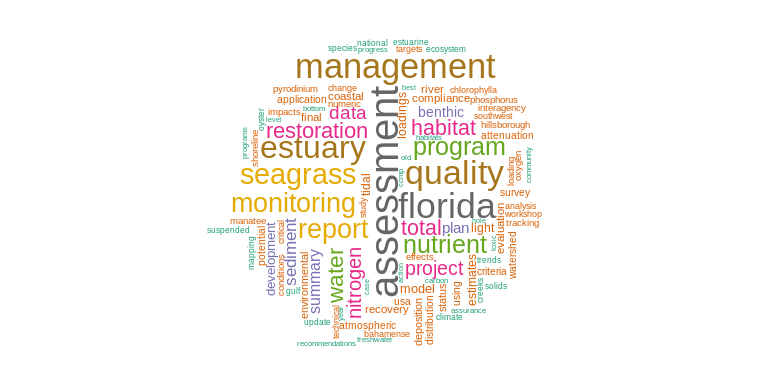 national estuarine
species progress targets ecosystem
management
pyrodinium change best river chlorophylla
application coastal compliance phosphorus
numeric
impacts bottom data loadings benthic interagency
final southwest
oyster level restoration habitat hillsborough
habitats attenuation
programs shoreline estuary assessment program
old community
seagrass quality loading oxygen
ccmp
tidal survey
monitoring study florida analysis
workshop
manatee hole tracking
suspended critical report total plan light evaluation
potential nutrient toxic
mapping development sediment water effects trends watershed
conditions environmental summary nitrogen project criteria
action carbon estimates
gulf case model status using creeks solids
usa
recovery deposition distribution assurance
update year climate
technical atmospheric
bahamense
recommendations freshwater